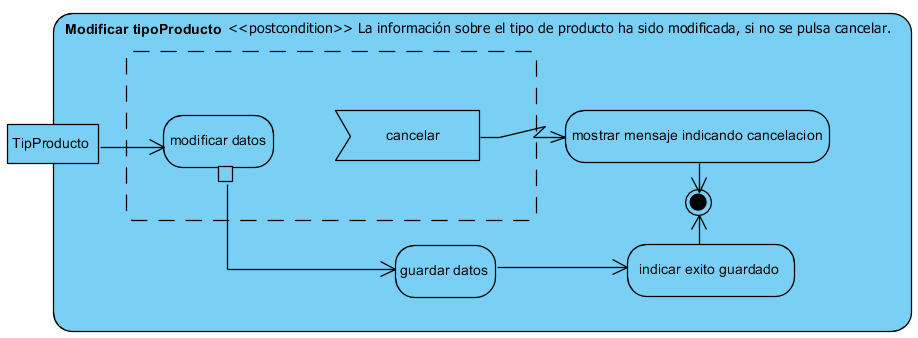 Modificar tipoProducto <<postcondition>> La información sobre el tipo de producto ha sido modificada, si no se pulsa cancelar.
TipProducto
modificar datos
cancelar
mostrar mensaje indicando cancelacion
guardar datos
indicar exito guardado